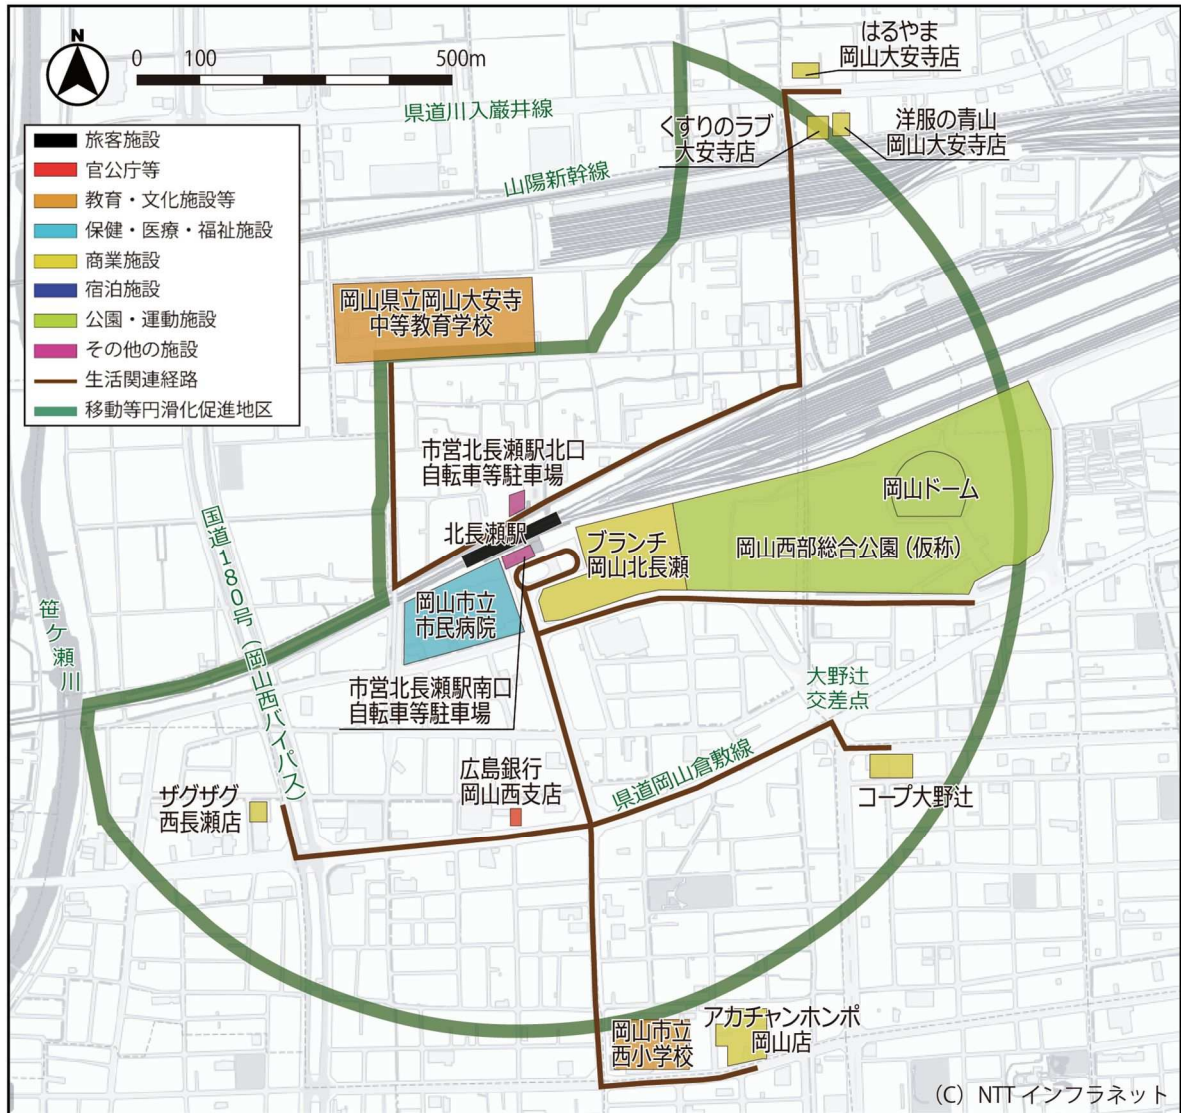 N
0 100 500m
旅客施設
官公庁等
教育・文化施設等
保健・医療・福祉施設
商業施設
宿泊施設
公園・運動施設
その他の施設
生活関連経路
移動等円滑化促進地区
はるやま
岡山大安寺店
県道川入巌井線
くすりのラブ
大安寺店
洋服の青山
岡山大安寺店
山陽新幹線
岡山県立岡山大安寺
中等教育学校
市営北長瀬駅北口
自転車等駐車場
北長瀬駅
ブランチ
岡山北長瀬
岡山ドーム
岡山西部総合公園（仮称）
国道180号（岡山西バイパス）
笹ケ瀬川
岡山市立
市民病院
市営北長瀬駅南口
自転車等駐車場
大野辻
交差点
県道岡山倉敷線
広島銀行
岡山西支店
ザグザグ
西長瀬店
コープ大野辻
岡山市立
西小学校
アカチャンホンポ
岡山店
（C）NTTインフラネット